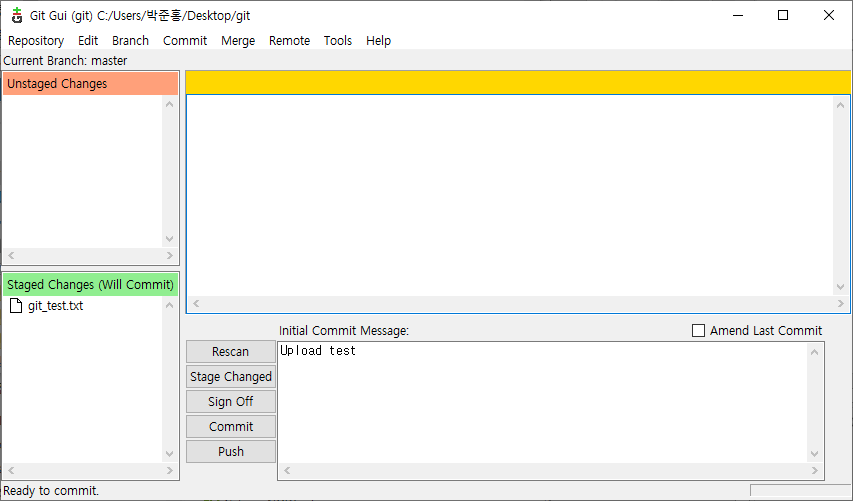 Git Gui (git) C:/Users/박준홍/Desktop/git
Repository Edit Branch Commit Merge Remote Tools Help
Current Branch: master
Unstaged Changes
Staged Changes (Will Commit)
git_test.txt
Initial Commit Message:
Amend Last Commit
Rescan
Stage Changed
Sign Off
Commit
Push
Upload test
Ready to commit.